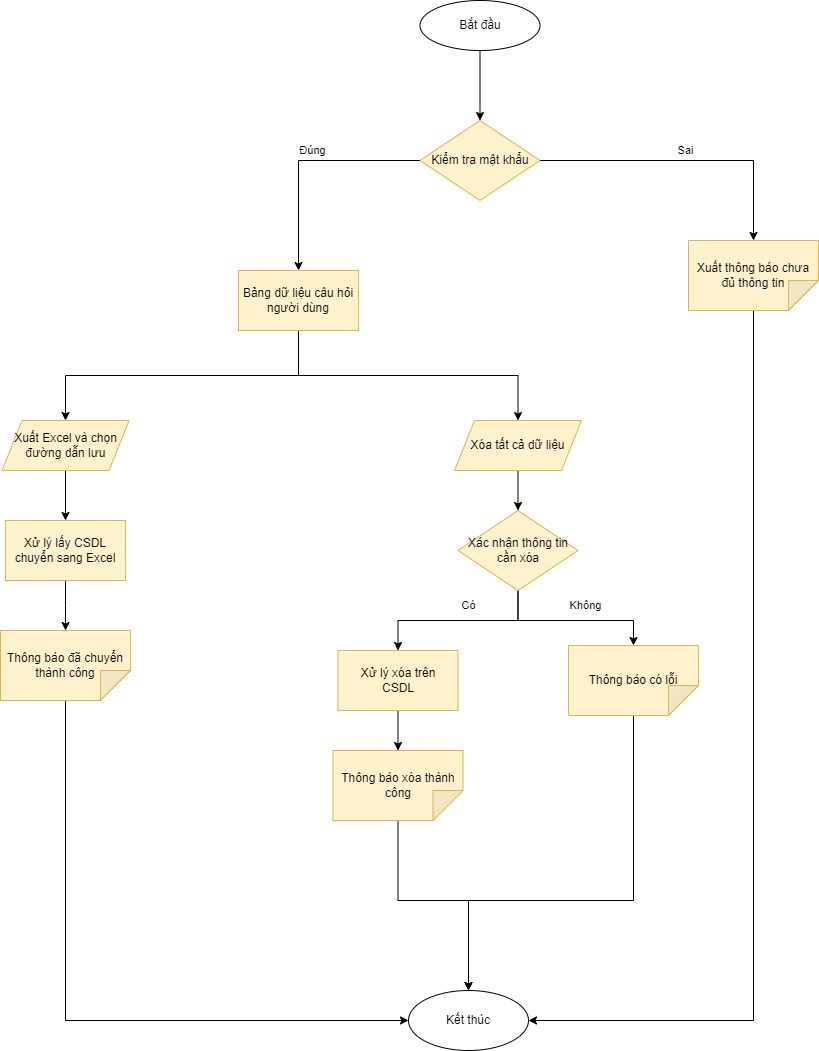 Bắt đầu
Kiểm tra mật khẩu
Đúng
Sai
Xuất thông báo chưa
đủ thông tin
Bảng dữ liệu câu hỏi
người dùng
Xuất Excel và chọn
đường dẫn lưu
Xóa tất cả dữ liệu
Xử lý lấy CSDL
chuyển sang Excel
Xác nhận thông tin
cần xóa
Có
Không
Thông báo đã chuyển
thành công
Xử lý xóa trên
CSDL
Thông báo có lỗi
Thông báo xóa thành
công
Kết thúc